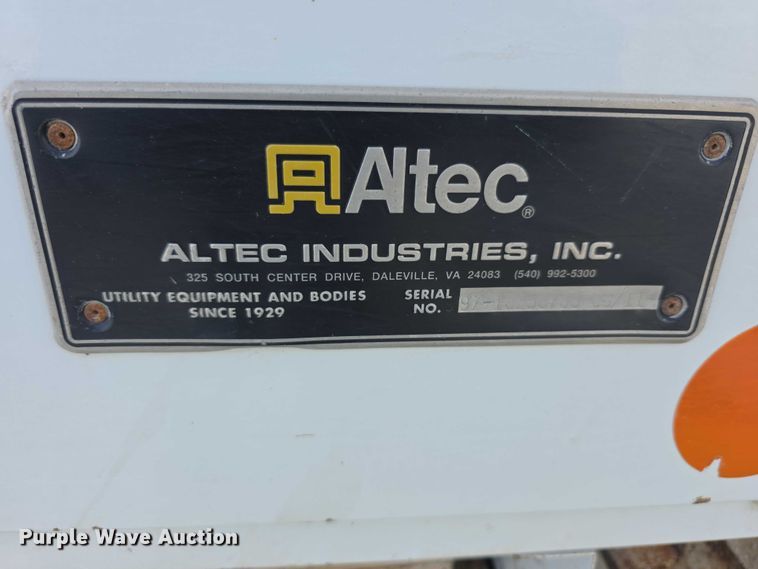 Altec®
ALTEC INDUSTRIES, INC.
325 SOUTH CENTER DRIVE, DALEVILLE, VA 24083 (540) 992-5300
UTILITY EQUIPMENT AND BODIES
SINCE 1929
SERIAL
NO.
Purple Wave Auction